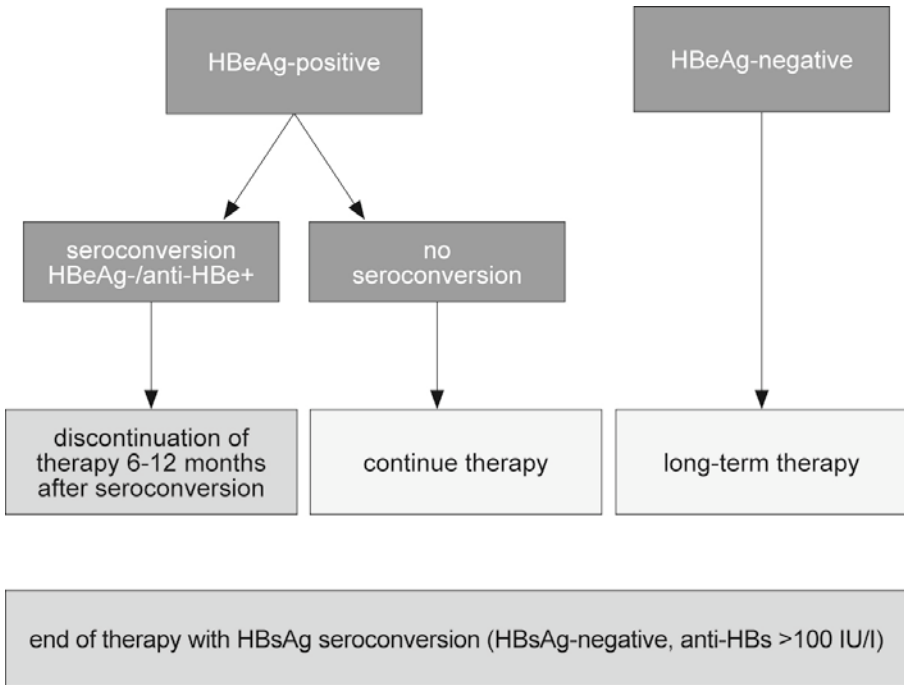 HBeAg-positive
HBeAg-negative
seroconversion
HBeAg-/anti-HBe+
no
seroconversion
discontinuation of
therapy 6-12 months
after seroconversion
continue therapy
long-term therapy
end of therapy with HBsAg seroconversion (HBsAg-negative, anti-HBs >100 IU/l)